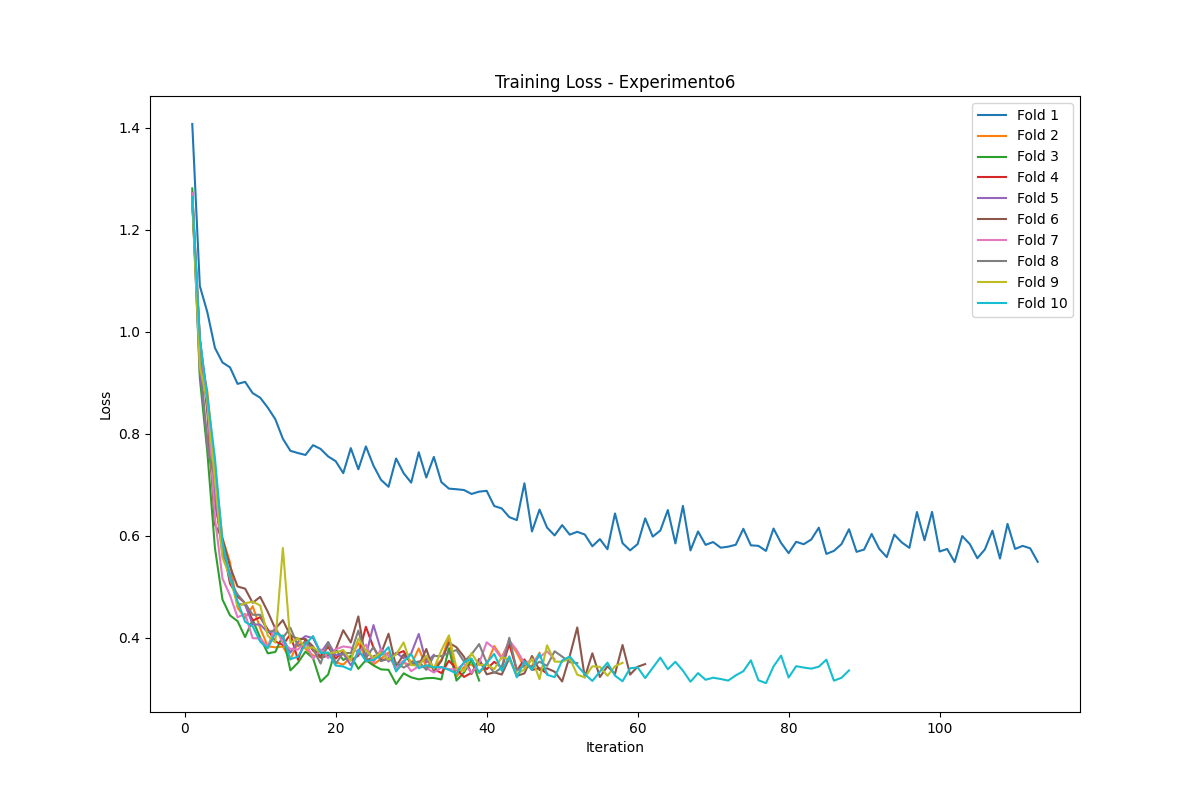 Training Loss - Experimento6
Loss
1.4
1.2
1.0
0.8
0.6
0.4
0
20
40
60
80
100
Iteration
Fold 1
Fold 2
Fold 3
Fold 4
Fold 5
Fold 6
Fold 7
Fold 8
Fold 9
Fold 10